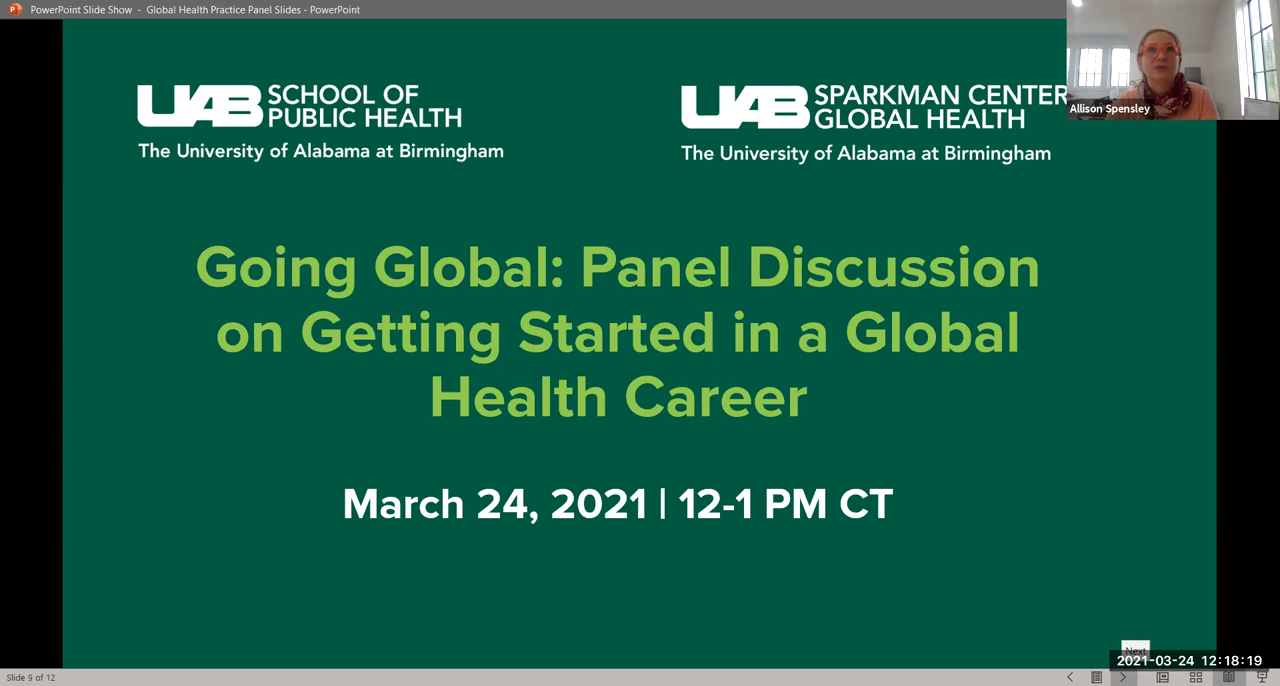 PowerPoint Slide Show - Global Health Practice Panel Slides - PowerPoint
UAB SCHOOL OF
PUBLIC HEALTH
The University of Alabama at Birmingham
UAB SPARKMAN CENTER
GLOBAL HEALTH
The University of Alabama at Birmingham
Allison Spensley
Going Global: Panel Discussion
on Getting Started in a Global
Health Career
March 24, 2021 | 12-1 PM CT
Next
2021-03-24 12:18:19
Slide 9 of 12